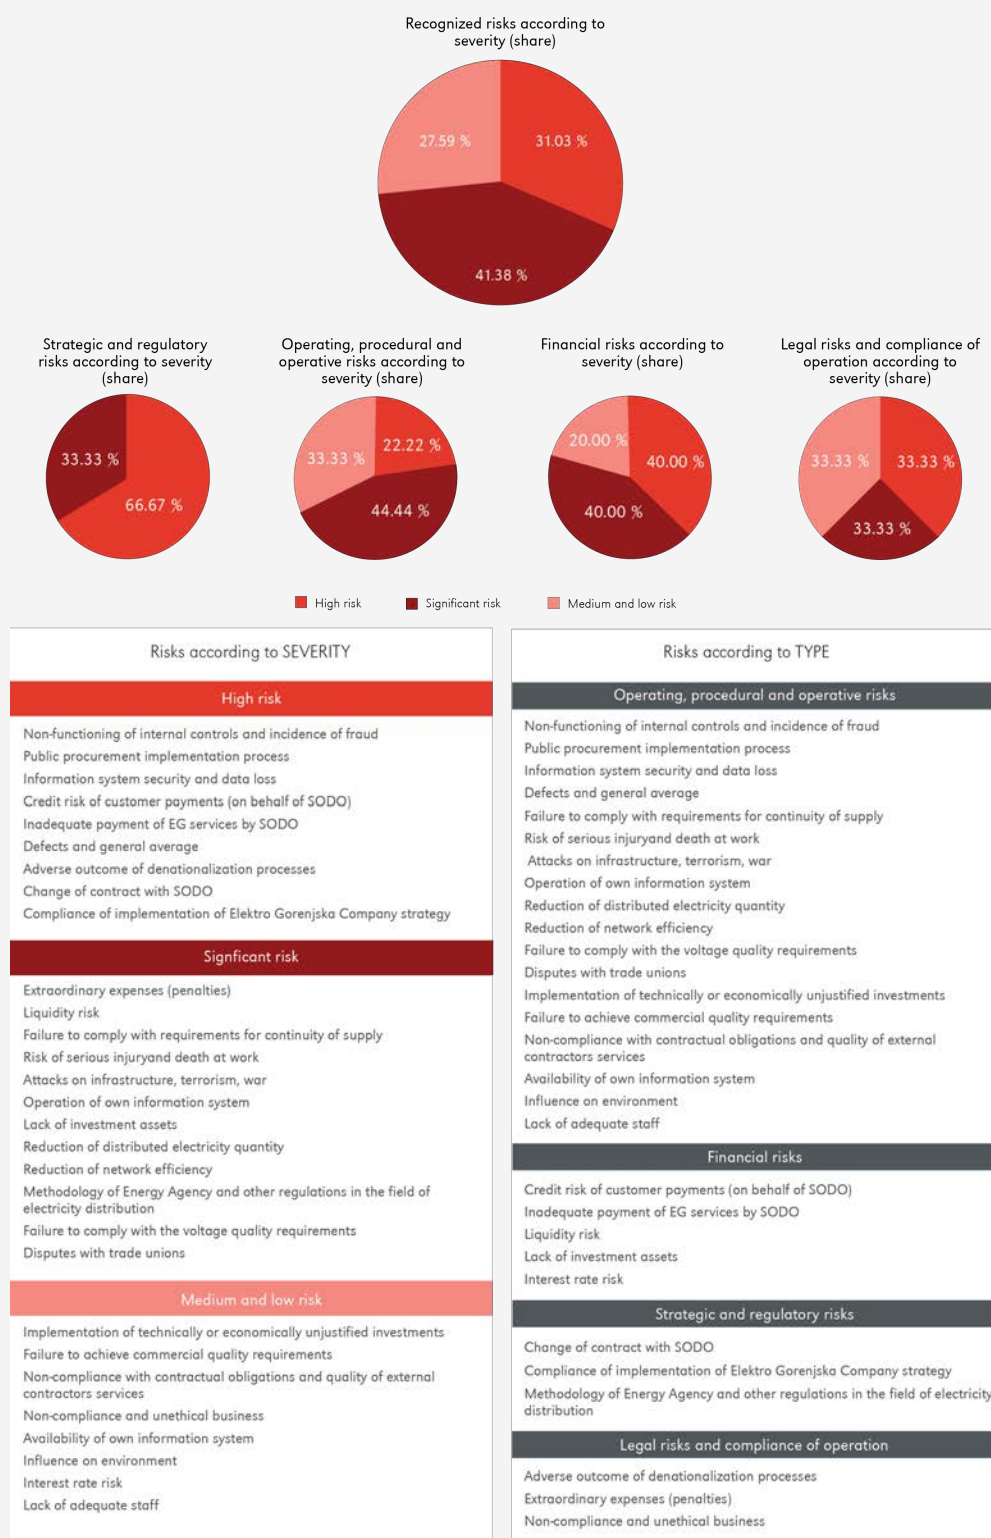 Recognized risks according to
severity (share)
27.59 %
31.03 %
41.38 %
Strategic and regulatory
risks according to severity
(share)
33.33 %
66.67 %
Operating, procedural and
operative risks according to
severity (share)
33.33 %
22.22 %
44.44 %
Financial risks according to
severity (share)
20.00 %
40.00 %
40.00 %
Legal risks and compliance of
operation according to
severity (share)
33.33 %
33.33 %
33.33 %
High risk
Significant risk
Medium and low risk
Risks according to SEVERITY
High risk
Non-functioning of internal controls and incidence of fraud
Public procurement implementation process
Information system security and data loss
Credit risk of customer payments (on behalf of SODO)
Inadequate payment of EG services by SODO
Defects and general average
Adverse outcome of denationalization processes
Change of contract with SODO
Compliance of implementation of Elektro Gorenjska Company strategy
Signficant risk
Extraordinary expenses (penalties)
Liquidity risk
Failure to comply with requirements for continuity of supply
Risk of serious injuryand death at work
Attacks on infrastructure, terrorism, war
Operation of own information system
Lack of investment assets
Reduction of distributed electricity quantity
Reduction of network efficiency
Methodology of Energy Agency and other regulations in the field of
electricity distribution
Failure to comply with the voltage quality requirements
Disputes with trade unions
Medium and low risk
Implementation of technically or economically unjustified investments
Failure to achieve commercial quality requirements
Non-compliance with contractual obligations and quality of external
contractors services
Non-compliance and unethical business
Availability of own information system
Influence on environment
Interest rate risk
Lack of adequate staff
Risks according to TYPE
Operating, procedural and operative risks
Non-functioning of internal controls and incidence of fraud
Public procurement implementation process
Information system security and data loss
Defects and general average
Failure to comply with requirements for continuity of supply
Risk of serious injuryand death at work
Attacks on infrastructure, terrorism, war
Operation of own information system
Reduction of distributed electricity quantity
Reduction of network efficiency
Failure to comply with the voltage quality requirements
Disputes with trade unions
Implementation of technically or economically unjustified investments
Failure to achieve commercial quality requirements
Non-compliance with contractual obligations and quality of external
contractors services
Availability of own information system
Influence on environment
Lack of adequate staff
Financial risks
Credit risk of customer payments (on behalf of SODO)
Inadequate payment of EG services by SODO
Liquidity risk
Lack of investment assets
Interest rate risk
Strategic and regulatory risks
Change of contract with SODO
Compliance of implementation of Elektro Gorenjska Company strategy
Methodology of Energy Agency and other regulations in the field of electricity
distribution
Legal risks and compliance of operation
Adverse outcome of denationalization processes
Extraordinary expenses (penalties)
Non-compliance and unethical business